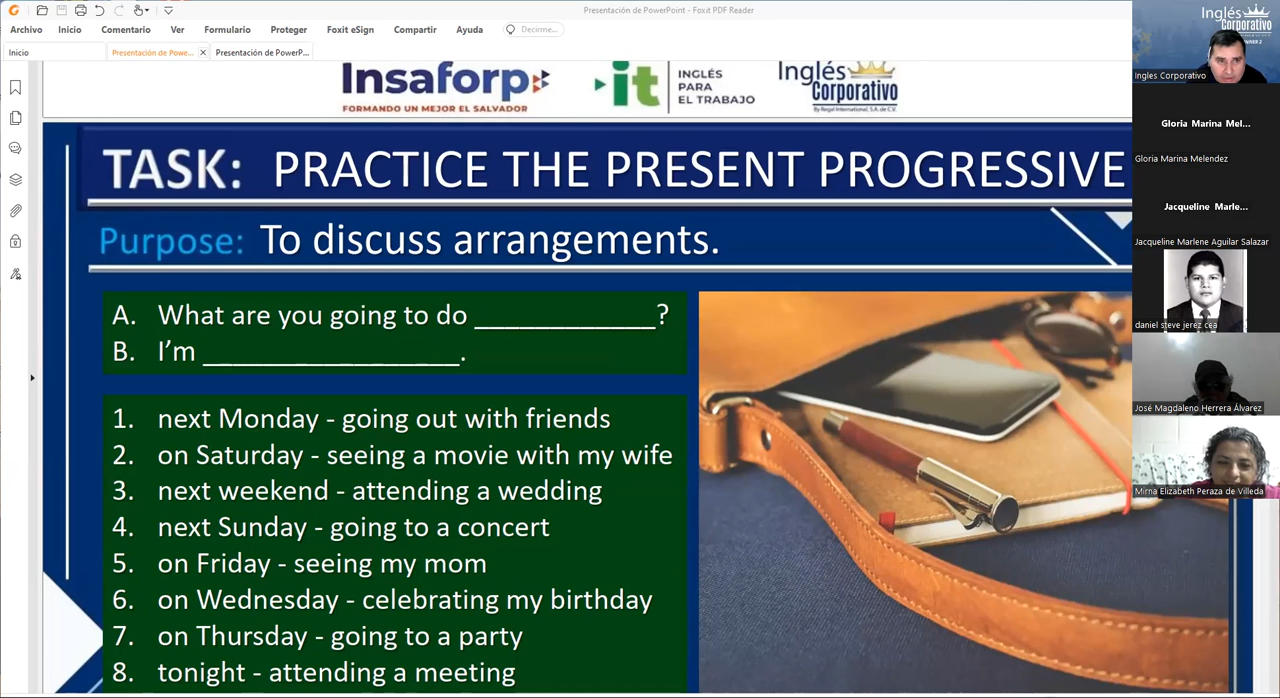 Presentación de PowerPoint - Foxit PDF Reader
Archivo Inicio Comentario Ver Formulario Proteger Foxit eSign Compartir Ayuda Decirme...
Inicio Presentación de Powe... Presentación de PowerP...
Insaforp
FORMANDO UN MEJOR EL SALVADOR
it
INGLÉS
PARA
EL TRABAJO
Inglés
Corporativo
By Regal International, S.A. de C.V.
TASK: PRACTICE THE PRESENT PROGRESSIVE
Purpose: To discuss arrangements.
A. What are you going to do _____________?
B. I'm __________________.
1. next Monday - going out with friends
2. on Saturday - seeing a movie with my wife
3. next weekend - attending a wedding
4. next Sunday - going to a concert
5. on Friday - seeing my mom
6. on Wednesday - celebrating my birthday
7. on Thursday - going to a party
8. tonight - attending a meeting
Inglés
Corporativo
Ingles Corporativo
Gloria Marina Mel...
Gloria Marina Melendez
Jacqueline Marle...
Jacqueline Marlene Aguilar Salazar
daniel steve jerez cea
José Magdaleno Herrera Álvarez
Mirna Elizabeth Peraza de Villeda